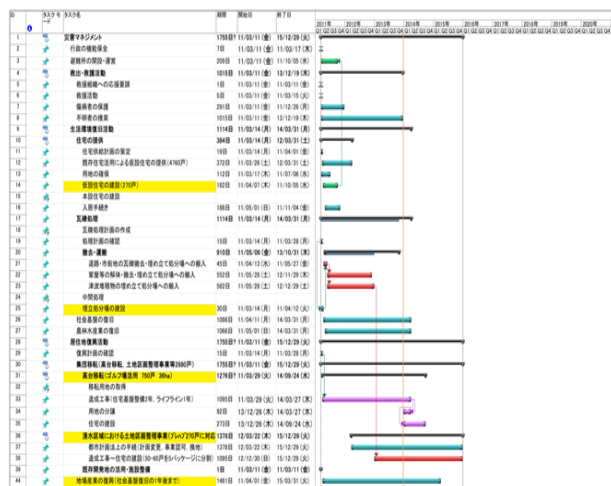 ID タスク モード タスク名 期間 開始日 終了日 2011年 2012年 2013年 2014年 2015年 2016年 2017年 2018年 2019年 2020年
1 災害マネジメント 1755日? 11/03/11 (金) 15/12/29 (火)
2 行政の機能保全 7日 11/03/11 (金) 11/03/17 (木)
3 避難所の開設・運営 209日 11/03/11 (金) 11/10/05 (水)
4 救出・救護活動 1015日 11/03/11 (金) 13/12/19 (木)
5 救援組織への応援要請 1日 11/03/11 (金) 11/03/11 (金)
6 救援活動 5日 11/03/11 (金) 11/03/15 (火)
7 傷病者の保護 291日 11/03/11 (金) 11/12/26 (月)
8 不明者の捜索 1015日 11/03/11 (金) 13/12/19 (木)
9 生活環境復旧活動 1114日 11/03/14 (月) 14/03/31 (月)
10 住宅の提供 384日 11/03/14 (月) 12/03/31 (土)
11 住宅供給計画の策定 19日 11/03/14 (月) 11/04/01 (金)
12 既存住宅活用による仮設住宅の提供(4760戸) 372日 11/03/26 (土) 12/03/31 (土)
13 用地の確保 112日 11/03/17 (木) 11/07/06 (水)
14 仮設住宅の建設(270戸) 182日 11/04/07 (木) 11/10/05 (水)
15 本設住宅の建設
16 入居手続き 188日 11/05/01 (日) 11/11/04 (金)
17 瓦礫処理 1114日 11/03/14 (月) 14/03/31 (月)
18 瓦礫処理計画の作成
19 処理計画の確認 15日 11/03/14 (月) 11/03/28 (月)
20 撤去・運搬 910日 11/05/06 (金) 13/10/31 (木)
21 道路・市街地の瓦礫撤去・埋め立て処分場への搬入 45日 11/04/13 (水) 11/05/27 (金)
22 家屋等の解体・撤去・埋め立て処分場への搬入 552日 11/05/28 (土) 12/11/29 (木)
23 津波堆積物の埋め立て処分場への搬入 582日 11/05/28 (土) 12/12/29 (土)
24 中間処理
25 埋立処分場の建設 30日 11/03/14 (月) 11/04/12 (火)
26 社会基盤の復旧 1086日 11/04/11 (月) 14/03/31 (月)
27 農林水産業の復旧 1066日 11/05/01 (日) 14/03/31 (月)
28 居住地復興活動 1755日? 11/03/11 (金) 15/12/29 (火)
29 復興計画の確認 15日 11/03/14 (月) 11/03/28 (月)
30 集団移転(高台移転、土地区画整理事業等2880戸) 1755日? 11/03/11 (金) 15/12/29 (火)
31 高台移転(ゴルフ場活用 750戸 36ha) 1276日? 11/03/29 (火) 14/09/24 (水)
32 移転用地の取得
33 造成工事(住宅基盤整備2年、ライフライン1年) 1095日 11/03/29 (火) 14/03/27 (木)
34 用地の分譲 92日 13/12/26 (木) 14/03/27 (木)
35 住宅の建設 273日 13/12/26 (木) 14/09/24 (水)
36 浸水区域における土地区画整理事業(プレハブ270戸に対応 1378日 12/03/22 (木) 15/12/29 (火)
37 都市計画法上の手続(計画変更、事業認可、換地) 1378日 12/03/22 (木) 15/12/29 (火)
38 造成工事〜住宅の建設(50-60戸を5パッケージに分割) 1095日 12/12/30 (日) 15/12/29 (火)
39 既存開発地の活用・施設整備 1日 11/03/11 (金) 11/03/11 (金)
44 地場産業の復興(社会基盤復旧の1年後まで) 1461日 11/04/01 (金) 15/03/31 (火)